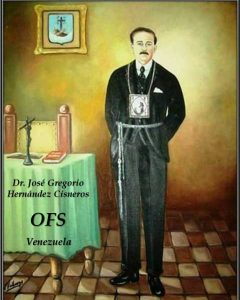 Dr. José Gregorio
Hernández Cisneros
OFS
Venezuela